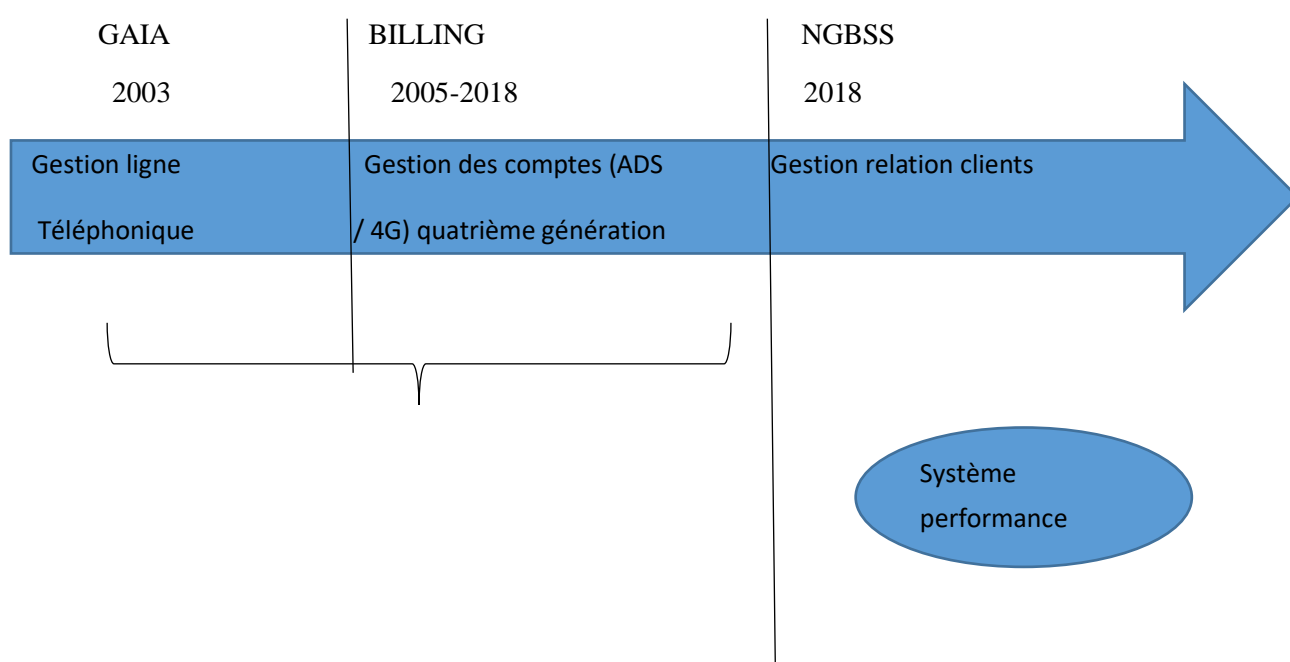 GAIA BILLING NGBSS
2003 2005-2018 2018
Gestion ligne Gestion des comptes (ADS Gestion relation clients
Téléphonique / 4G) quatrième génération
Système
performance